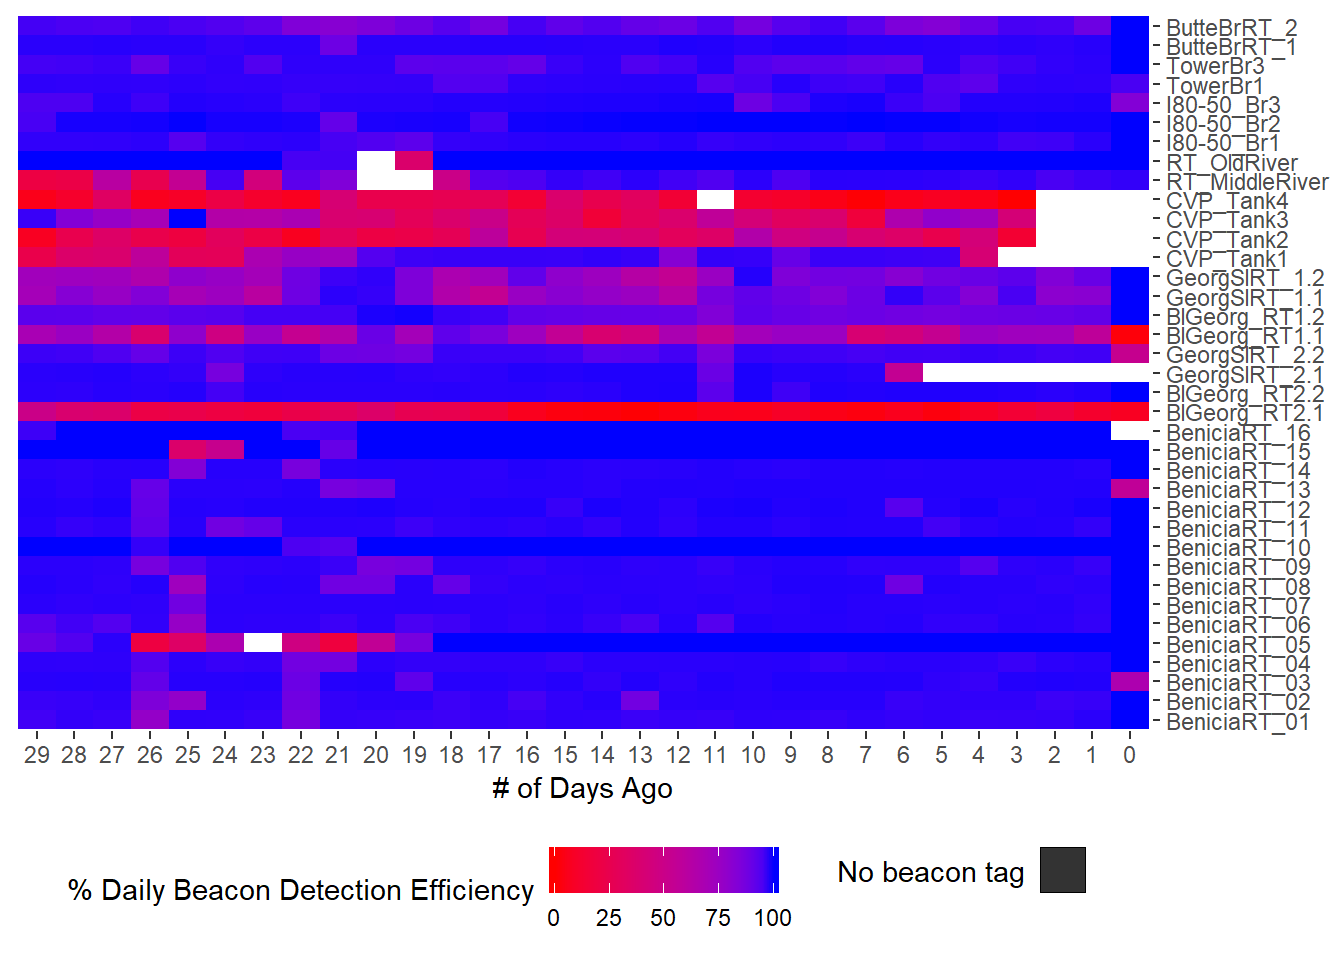 ButteBrRT_2
ButteBrRT_1
TowerBr3
TowerBr1
I80-50_Br3
I80-50_Br2
I80-50_Br1
RT_OldRiver
RT_MiddleRiver
CVP_Tank4
CVP_Tank3
CVP_Tank2
CVP_Tank1
GeorgSlRT_1.2
GeorgSlRT_1.1
BlGeorg_RT1.2
BlGeorg_RT1.1
GeorgSlRT_2.2
GeorgSlRT_2.1
BlGeorg_RT2.2
BlGeorg_RT2.1
BeniciaRT_16
BeniciaRT_15
BeniciaRT_14
BeniciaRT_13
BeniciaRT_12
BeniciaRT_11
BeniciaRT_10
BeniciaRT_09
BeniciaRT_08
BeniciaRT_07
BeniciaRT_06
BeniciaRT_05
BeniciaRT_04
BeniciaRT_03
BeniciaRT_02
BeniciaRT_01
29 28 27 26 25 24 23 22 21 20 19 18 17 16 15 14 13 12 11 10 9 8 7 6 5 4 3 2 1 0
# of Days Ago
% Daily Beacon Detection Efficiency
0 25 50 75 100
No beacon tag